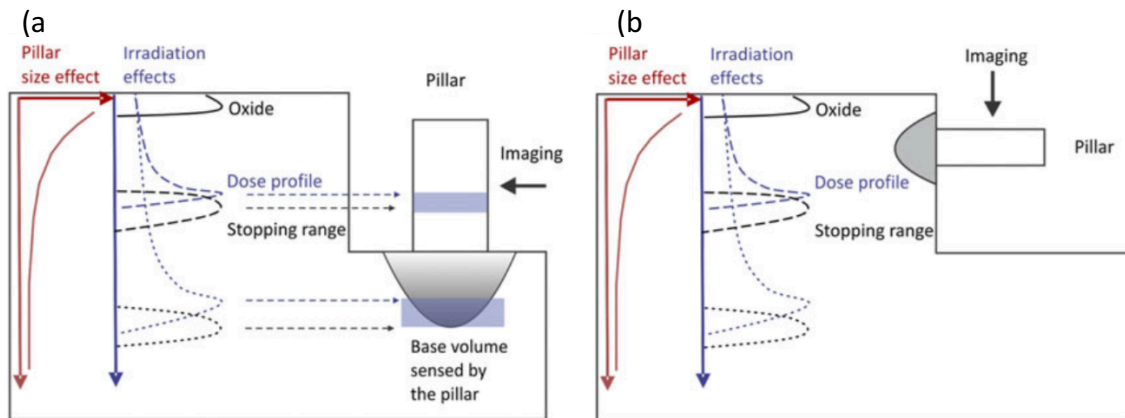 (a
Pillar
size effect
Irradiation
effects
Pillar
Oxide
Imaging
Dose profile
Stopping range
Base volume
sensed by
the pillar
(b
Pillar
size effect
Irradiation
effects
Imaging
Oxide
Pillar
Dose profile
Stopping range